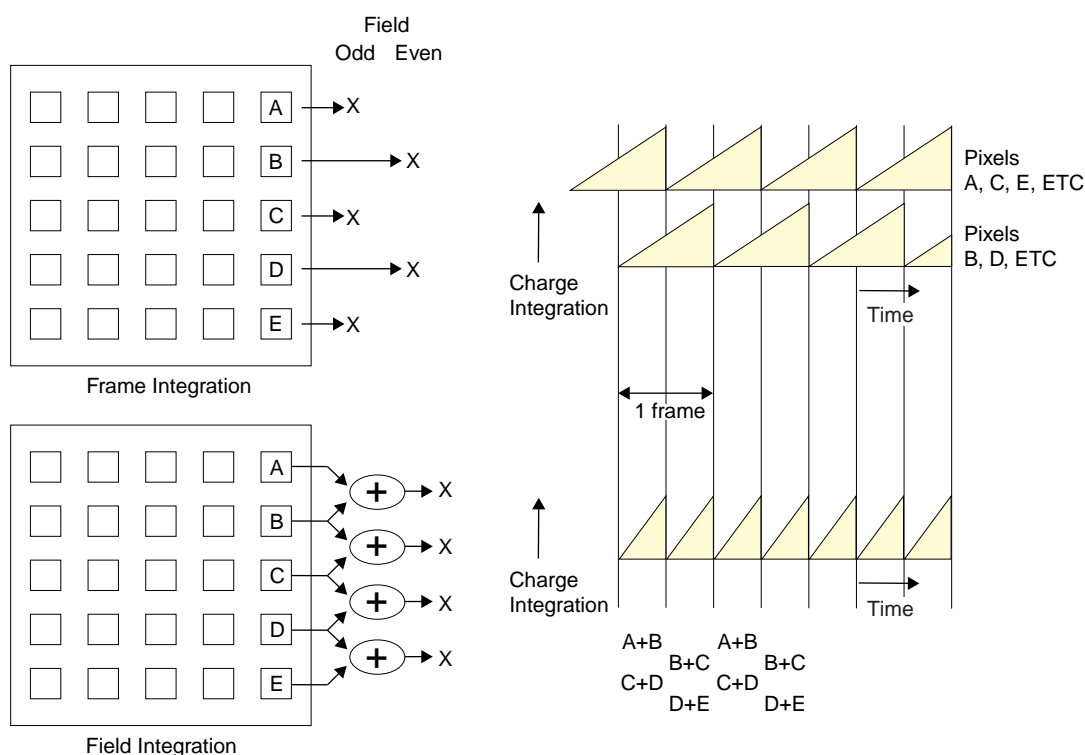 Field
Odd Even
A X
B X
C X
D X
E X
Frame Integration
Pixels
A, C, E, ETC
Pixels
B, D, ETC
Charge
Integration
Time
1 frame
A
B
C
D
E
+ X
+ X
+ X
+ X
Field Integration
Charge
Integration
Time
A+B A+B
B+C B+C
C+D C+D
D+E D+E